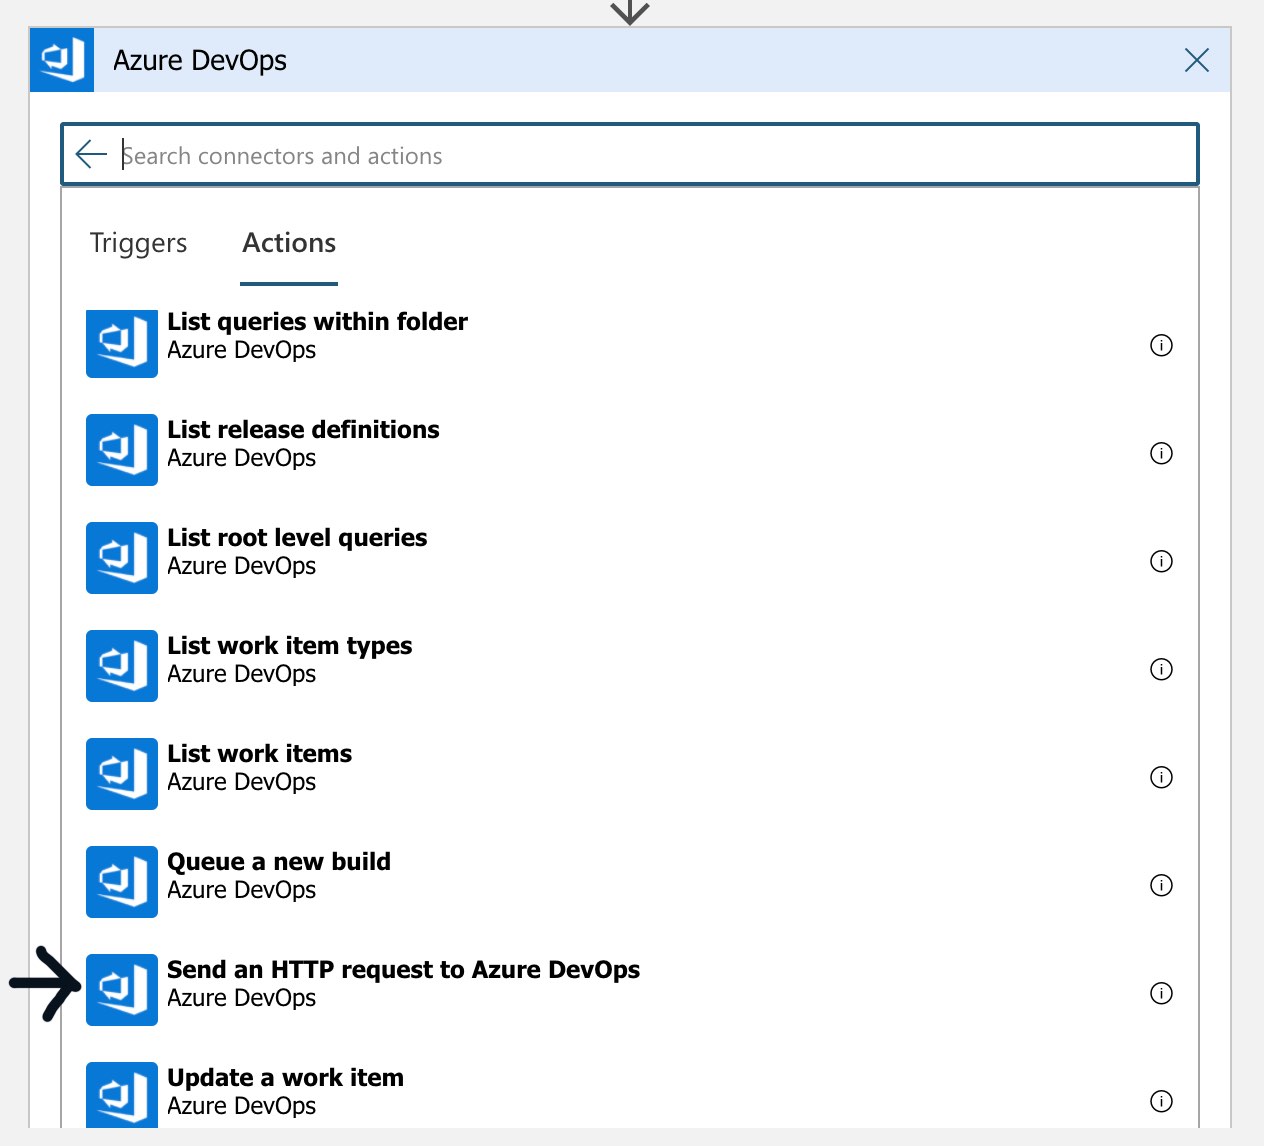 Azure DevOps
Search connectors and actions
Triggers Actions
List queries within folder
Azure DevOps
List release definitions
Azure DevOps
List root level queries
Azure DevOps
List work item types
Azure DevOps
List work items
Azure DevOps
Queue a new build
Azure DevOps
Send an HTTP request to Azure DevOps
Azure DevOps
Update a work item
Azure DevOps